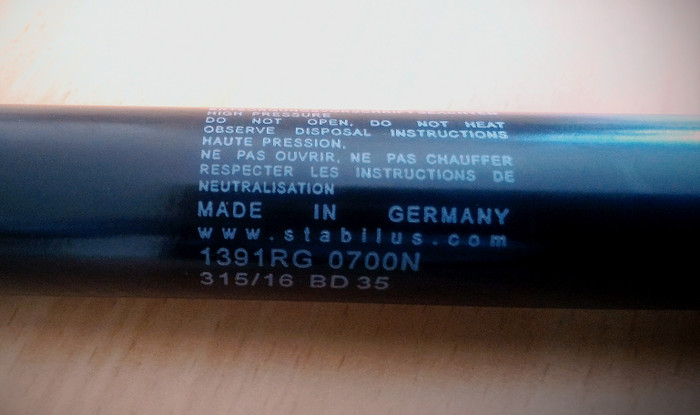 HIGH PRESSURE
DO NOT OPEN, DO NOT HEAT
OBSERVE DISPOSAL INSTRUCTIONS
HAUTE PRESSION,
NE PAS OUVRIR, NE PAS CHAUFFER
RESPECTER LES INSTRUCTIONS DE
NEUTRALISATION
MADE IN GERMANY
www.stabilus.com
1391RG 0700N
315/16 BD 35